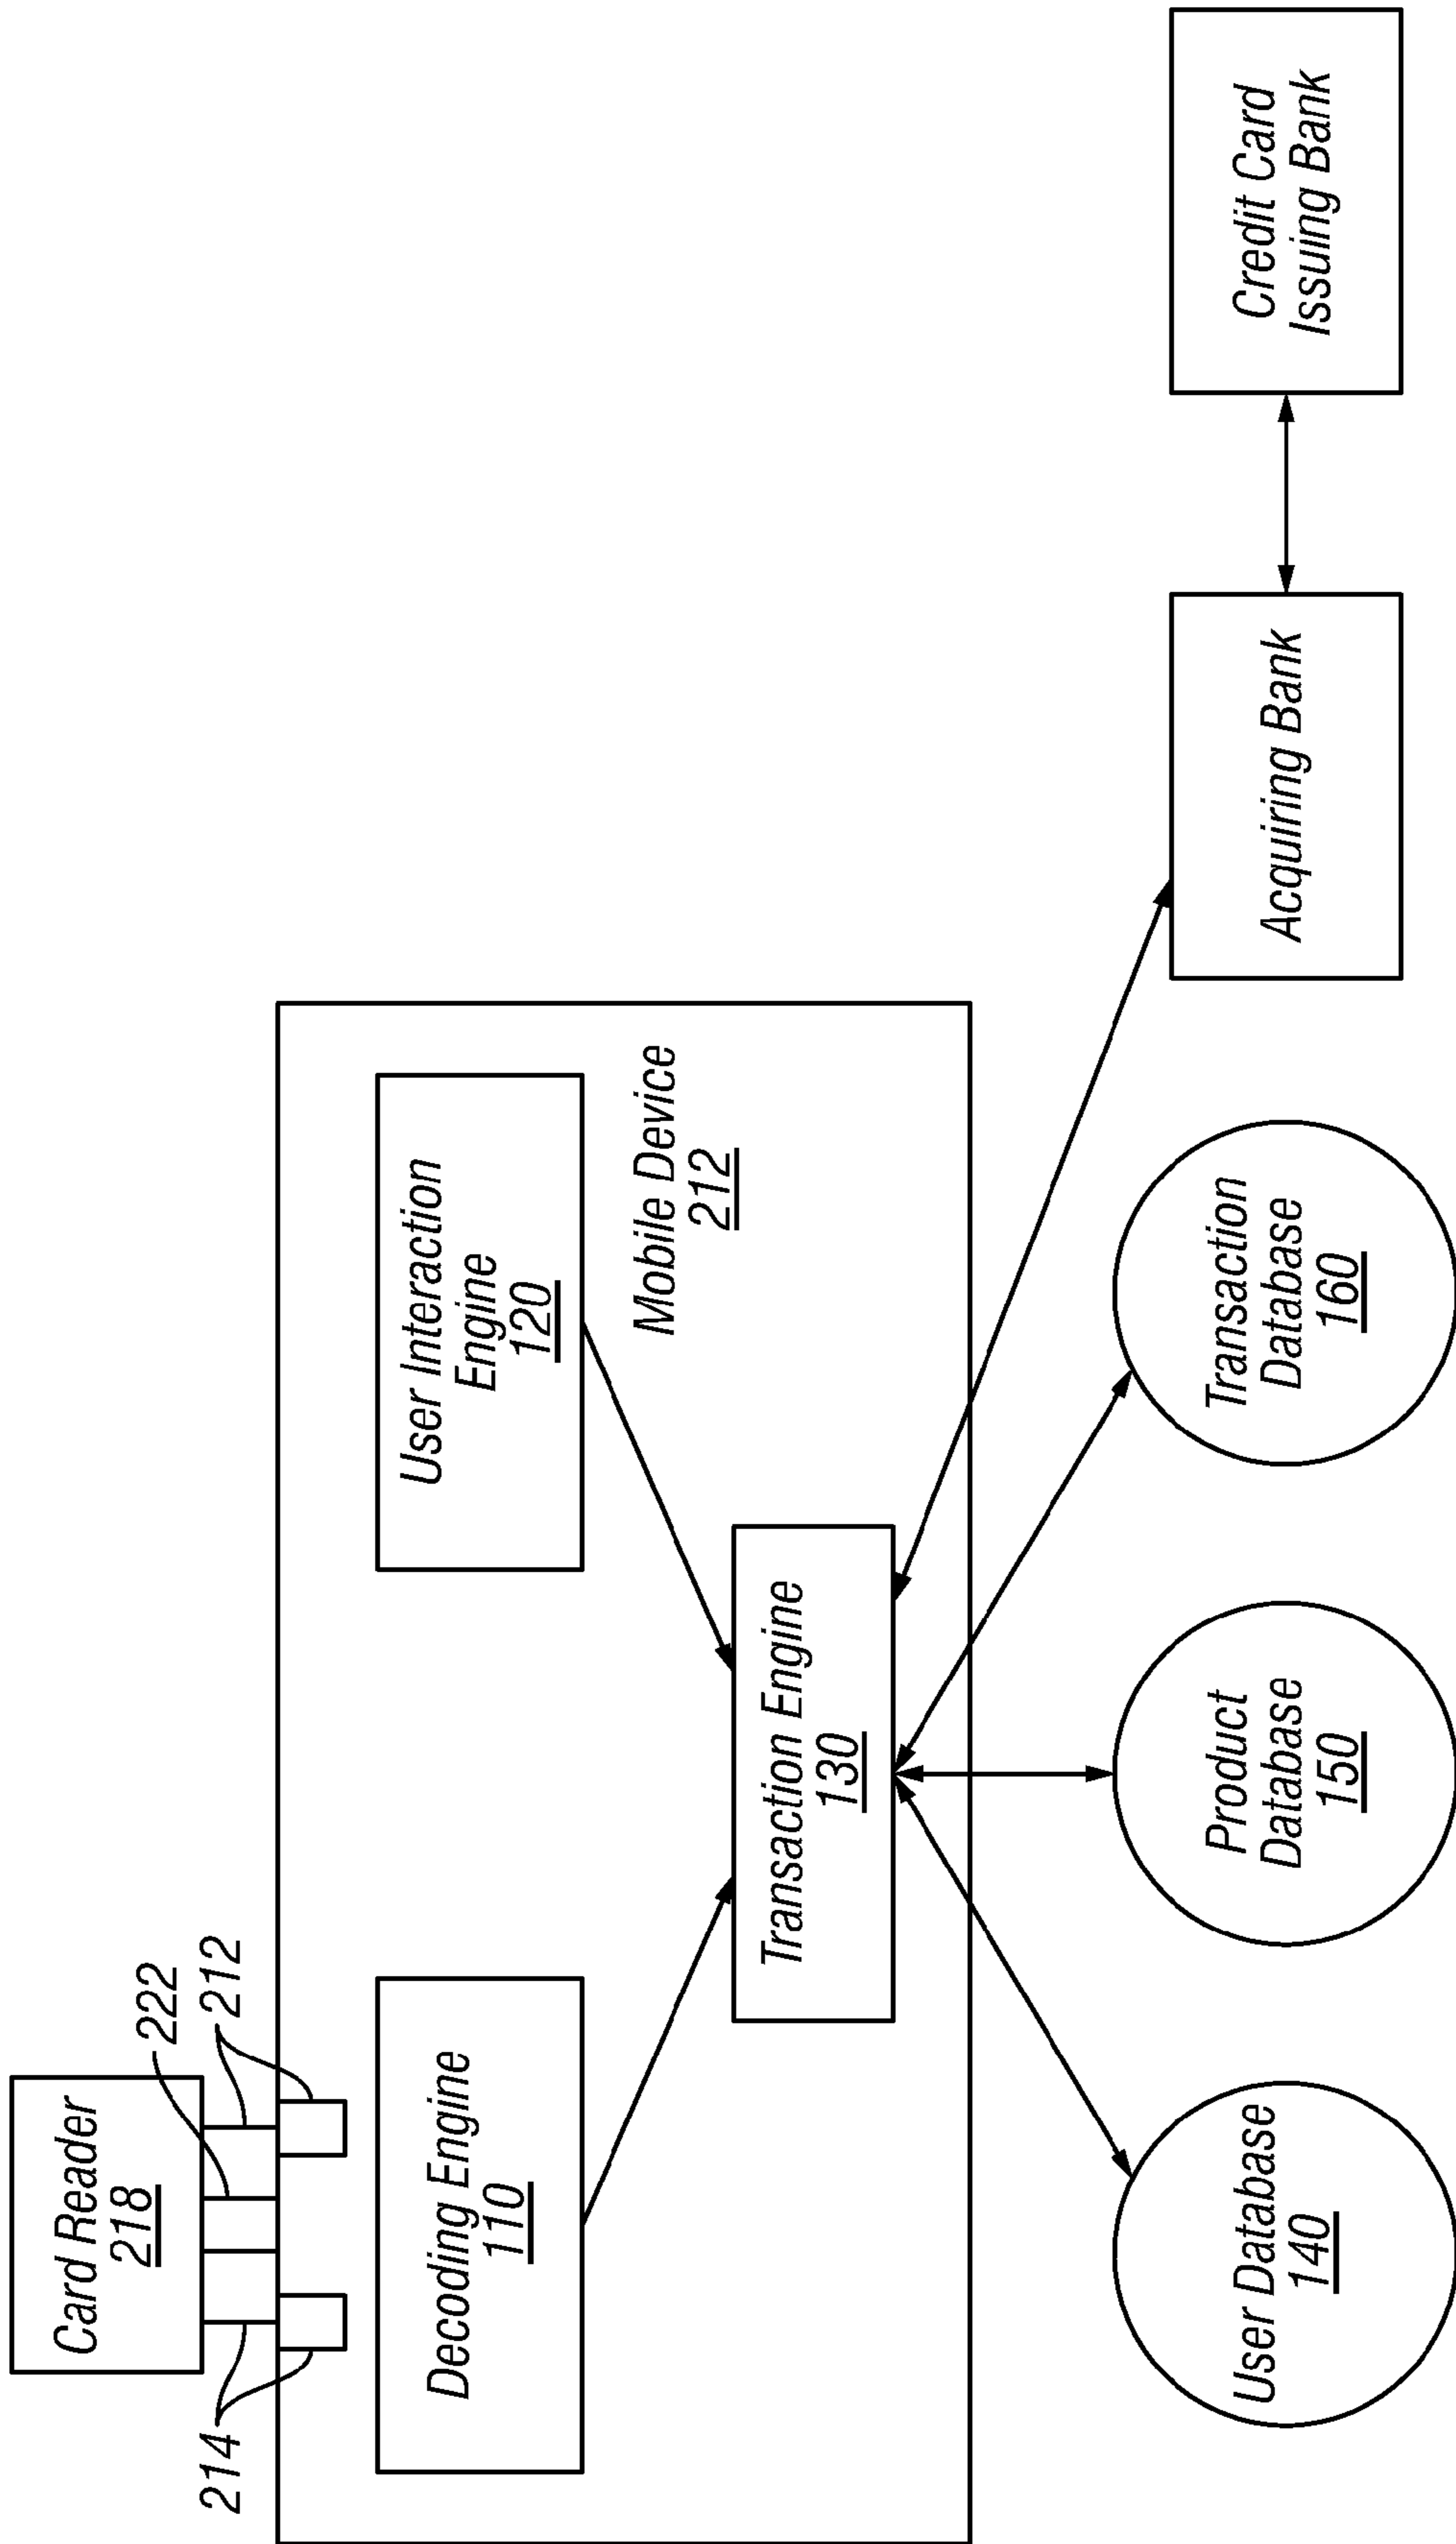 Card Reader
218
222
212
214
Decoding Engine
110
User Interaction
Engine
120
Mobile Device
212
Transaction Engine
130
User Database
140
Product
Database
150
Transaction
Database
160
Acquiring Bank
Credit Card
Issuing Bank